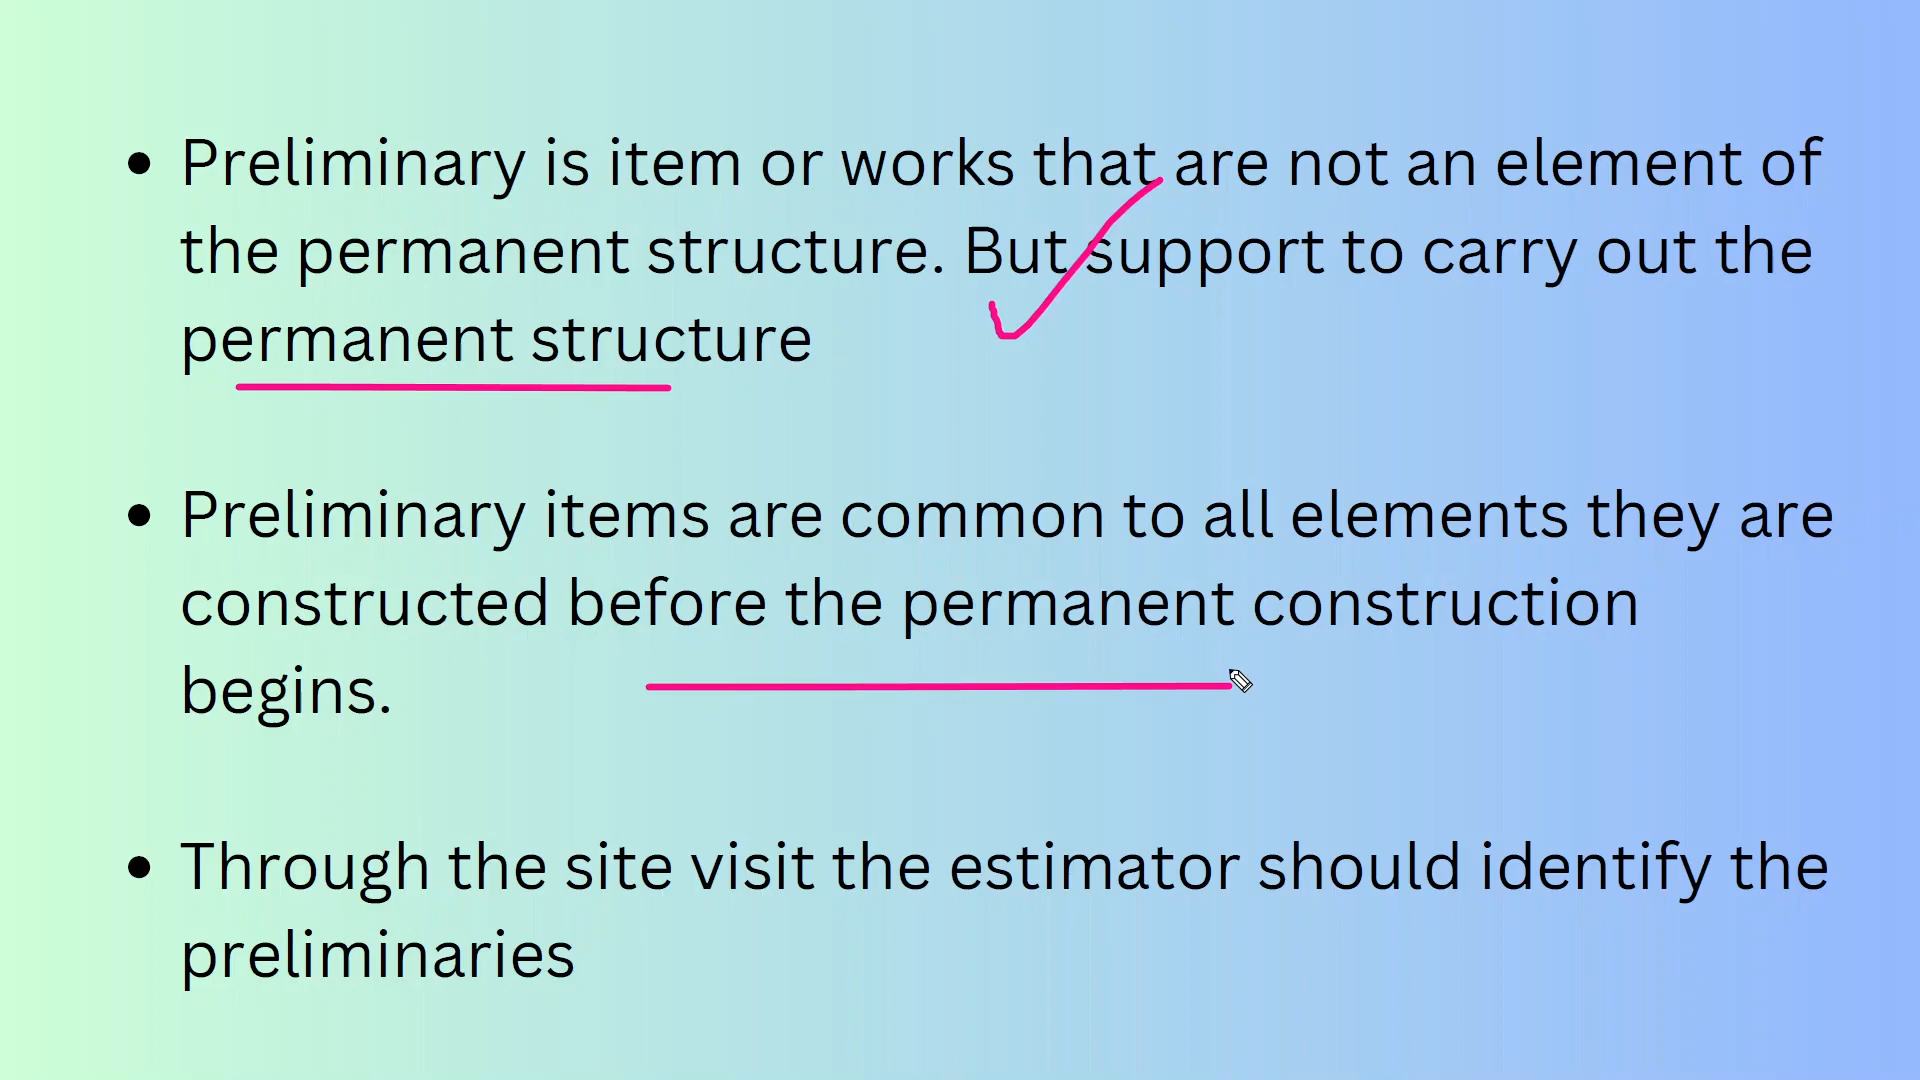 • Preliminary is item or works that are not an element of
the permanent structure. But support to carry out the
permanent structure
• Preliminary items are common to all elements they are
constructed before the permanent construction
begins.
• Through the site visit the estimator should identify the
preliminaries